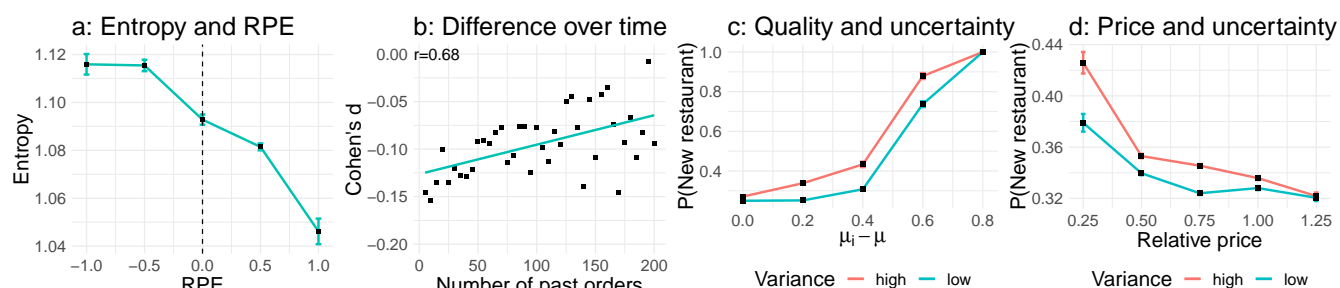 a: Entropy and RPE
Entropy
1.12
1.10
1.08
1.06
1.04
−1.0 −0.5 0.0 0.5 1.0
RPE
b: Difference over time
r=0.68
Cohen's d
0.00
−0.05
−0.10
−0.15
−0.20
0 50 100 150 200
Number of past orders
c: Quality and uncertainty
P(New restaurant)
1.0
0.8
0.6
0.4
0.0 0.2 0.4 0.6 0.8
μi − μ
Variance high low
d: Price and uncertainty
P(New restaurant)
0.44
0.40
0.36
0.32
0.25 0.50 0.75 1.00 1.25
Relative price
Variance high low